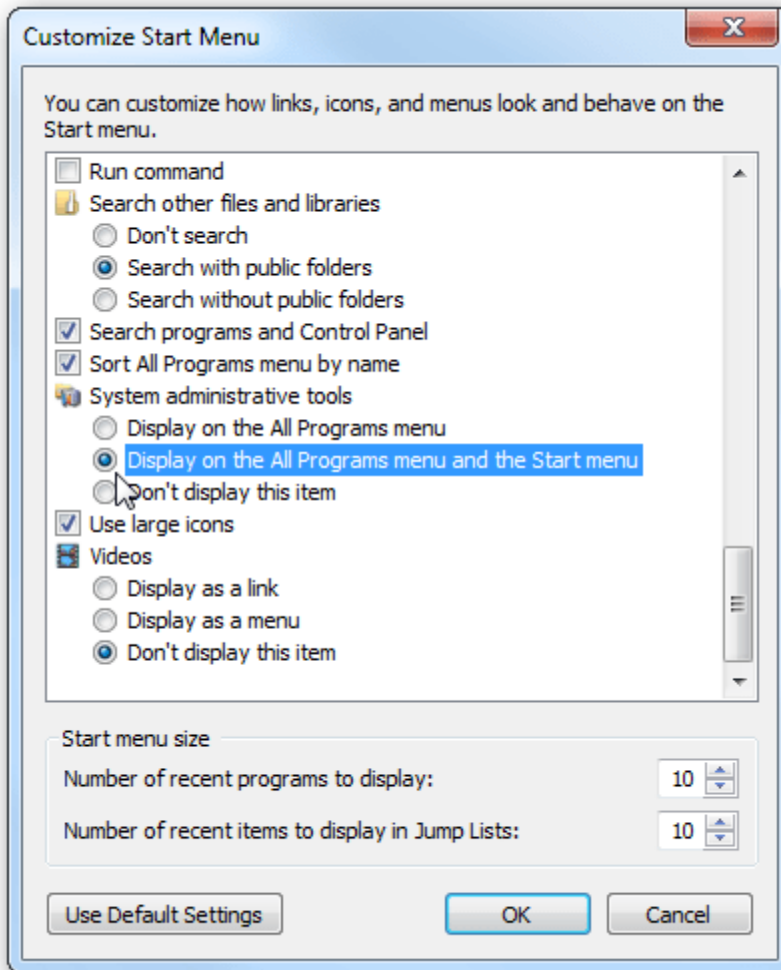 Customize Start Menu
You can customize how links, icons, and menus look and behave on the
Start menu.
Run command
Search other files and libraries
Don't search
Search with public folders
Search without public folders
Search programs and Control Panel
Sort All Programs menu by name
System administrative tools
Display on the All Programs menu
Display on the All Programs menu and the Start menu
Don't display this item
Use large icons
Videos
Display as a link
Display as a menu
Don't display this item
Start menu size
Number of recent programs to display: 10
Number of recent items to display in Jump Lists: 10
Use Default Settings OK Cancel